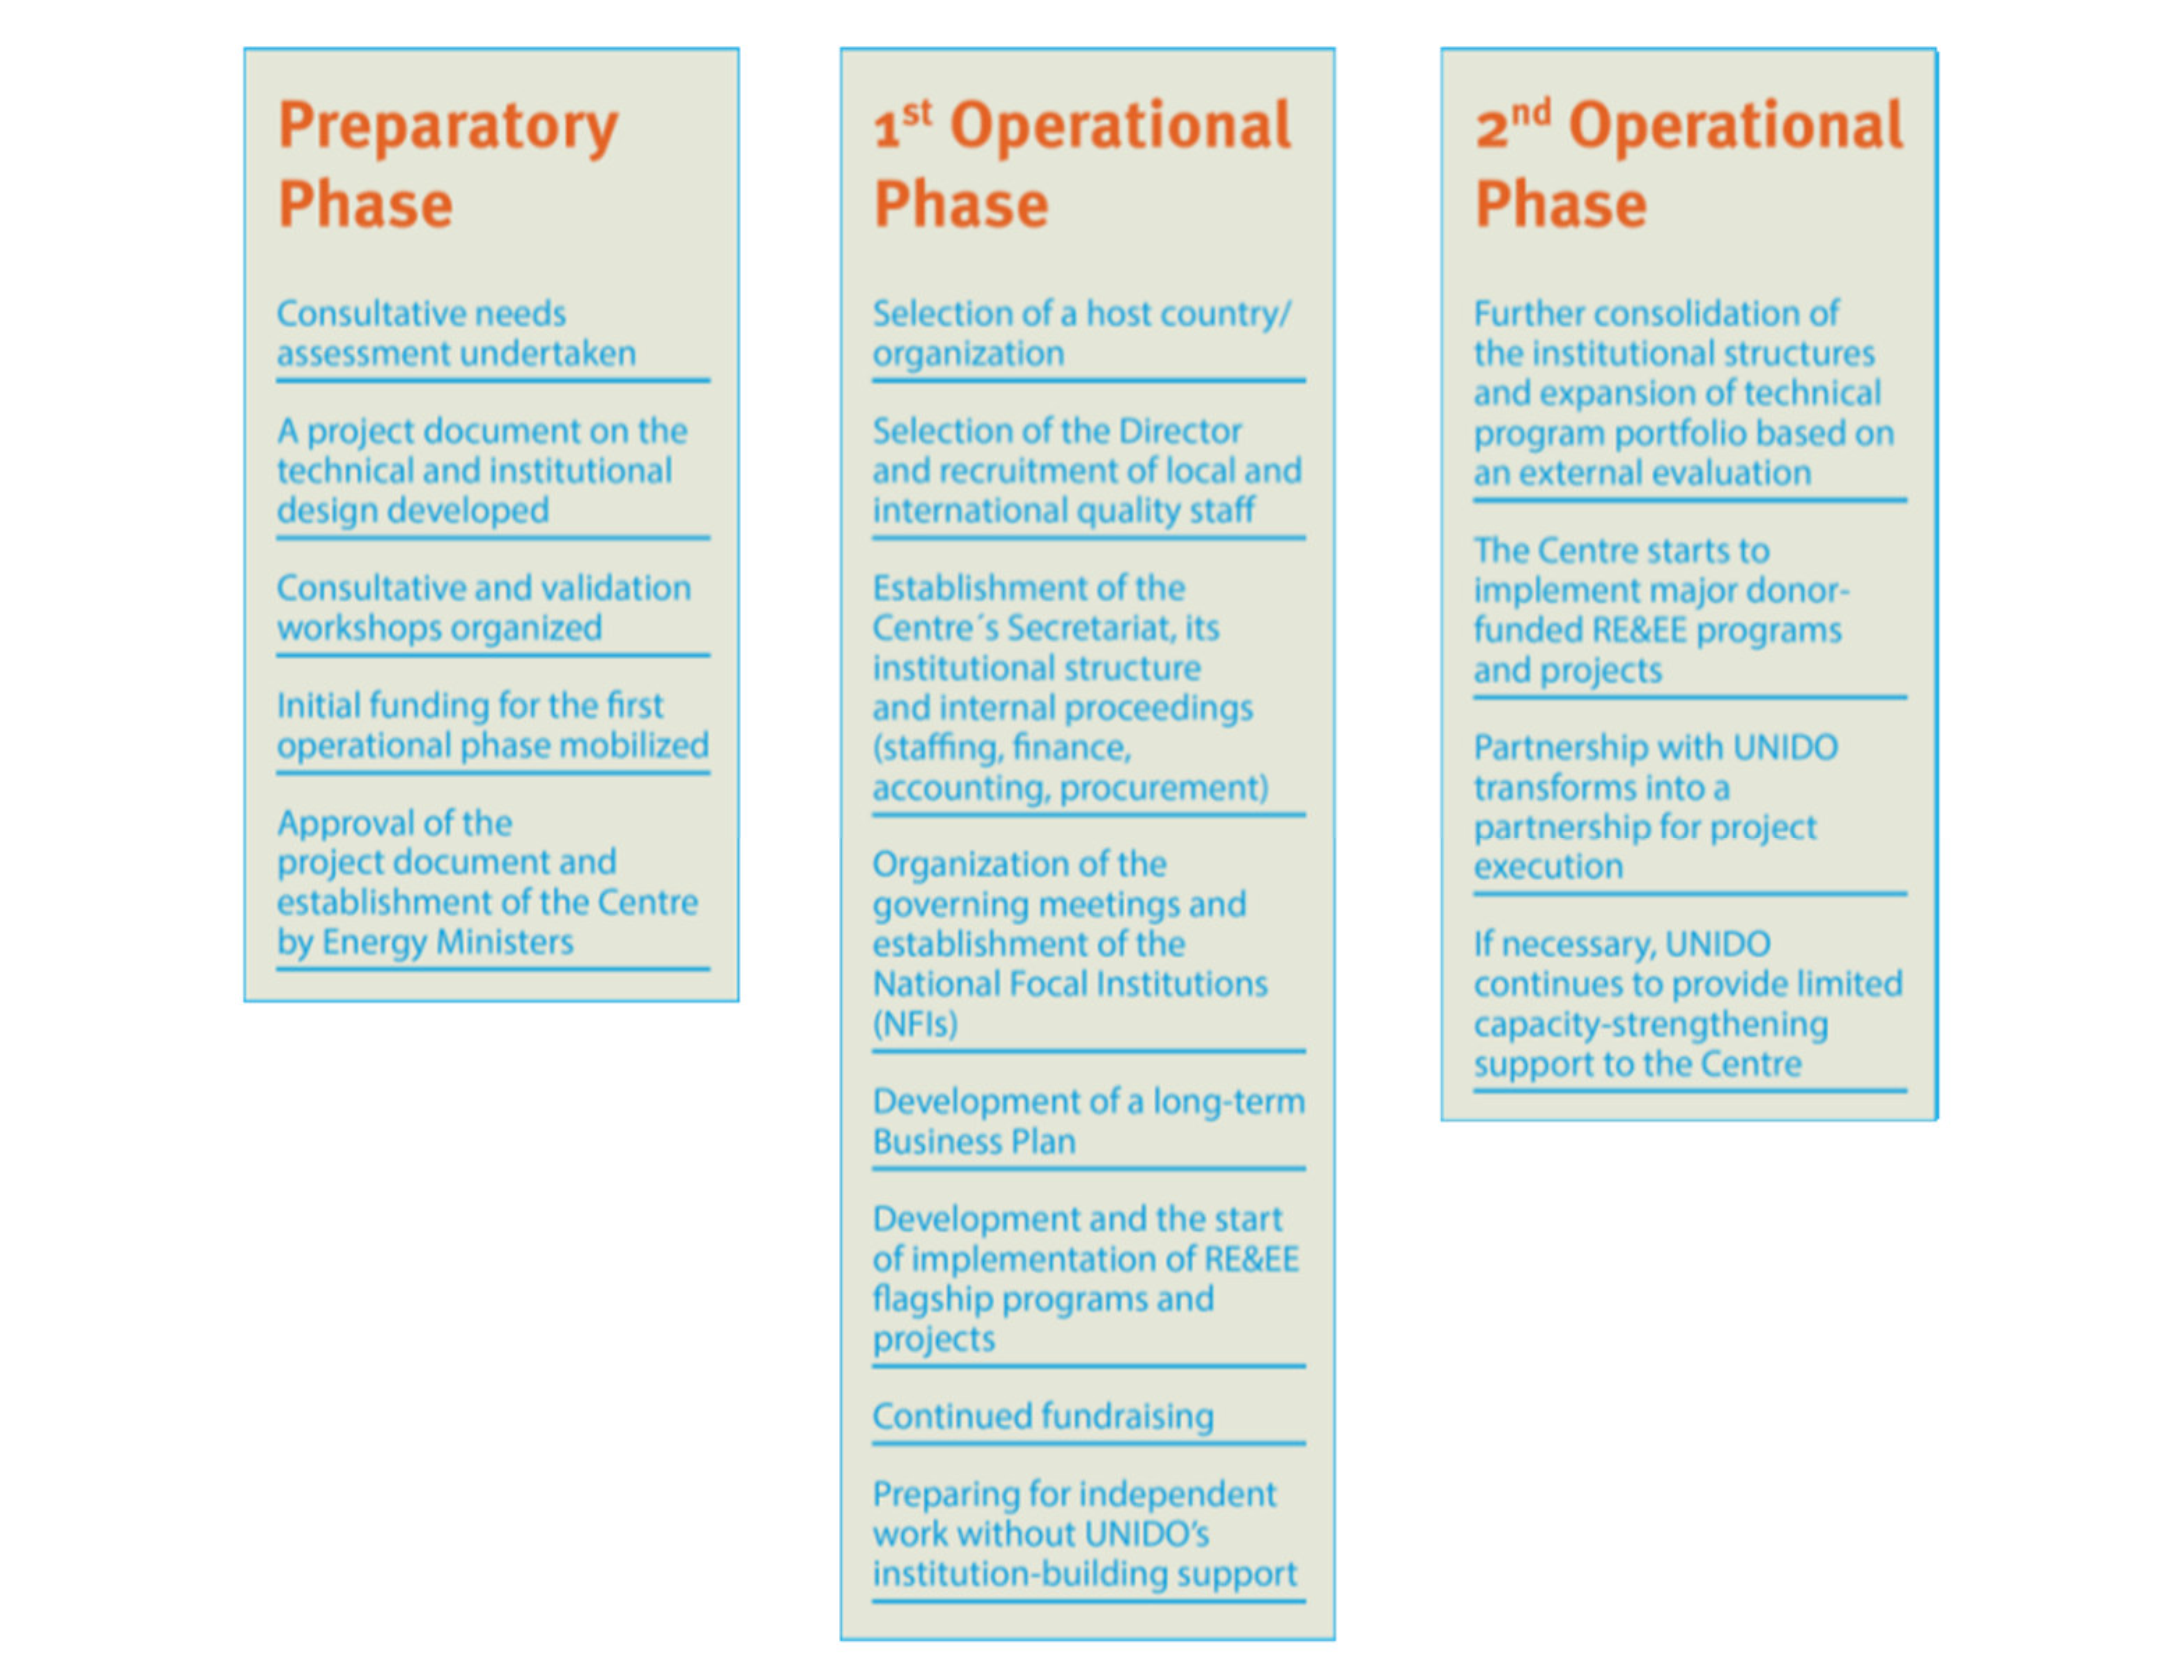 Preparatory
Phase
Consultative needs
assessment undertaken
A project document on the
technical and institutional
design developed
Consultative and validation
workshops organized
Initial funding for the first
operational phase mobilized
Approval of the
project document and
establishment of the Centre
by Energy Ministers
1st Operational
Phase
Selection of a host country/
organization
Selection of the Director
and recruitment of local and
international quality staff
Establishment of the
Centre´s Secretariat, its
institutional structure
and internal proceedings
(staffing, finance,
accounting, procurement)
Organization of the
governing meetings and
establishment of the
National Focal Institutions
(NFIs)
Development of a long-term
Business Plan
Development and the start
of implementation of RE&EE
flagship programs and
projects
Continued fundraising
Preparing for independent
work without UNIDO’s
institution-building support
2nd Operational
Phase
Further consolidation of
the institutional structures
and expansion of technical
program portfolio based on
an external evaluation
The Centre starts to
implement major donor-
funded RE&EE programs
and projects
Partnership with UNIDO
transforms into a
partnership for project
execution
If necessary, UNIDO
continues to provide limited
capacity-strengthening
support to the Centre